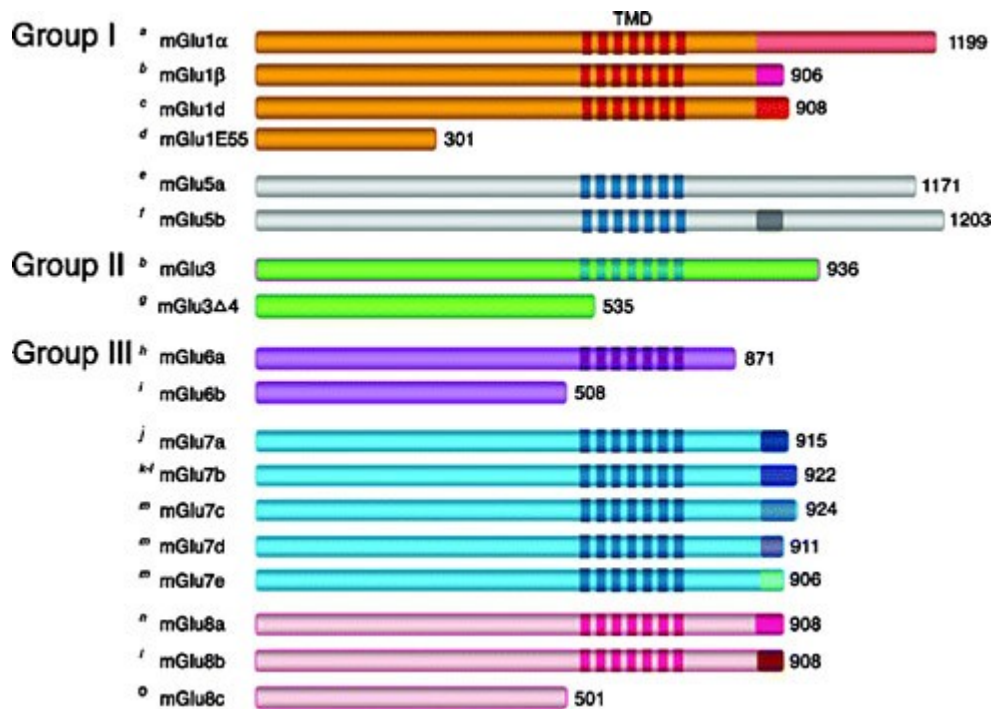 TMD
Group I a mGlu1α 1199
b mGlu1β 906
c mGlu1d 908
d mGlu1E55 301
e mGlu5a 1171
f mGlu5b 1203
Group II b mGlu3 936
g mGlu3Δ4 535
Group III h mGlu6a 871
i mGlu6b 508
j mGlu7a 915
k-l mGlu7b 922
m mGlu7c 924
m mGlu7d 911
m mGlu7e 906
n mGlu8a 908
mGlu8b 908
o mGlu8c 501